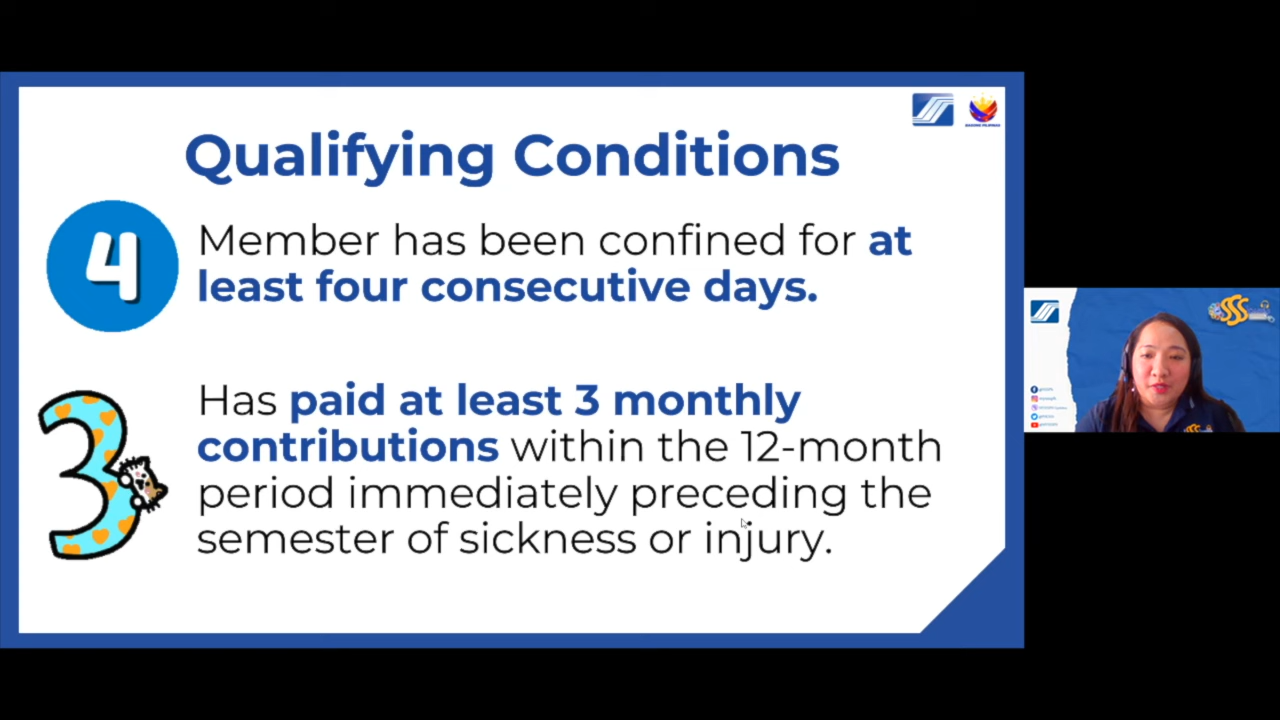 Qualifying Conditions
4
Member has been confined for at
least four consecutive days.
3
Has paid at least 3 monthly
contributions within the 12-month
period immediately preceding the
semester of sickness or injury.
SSS